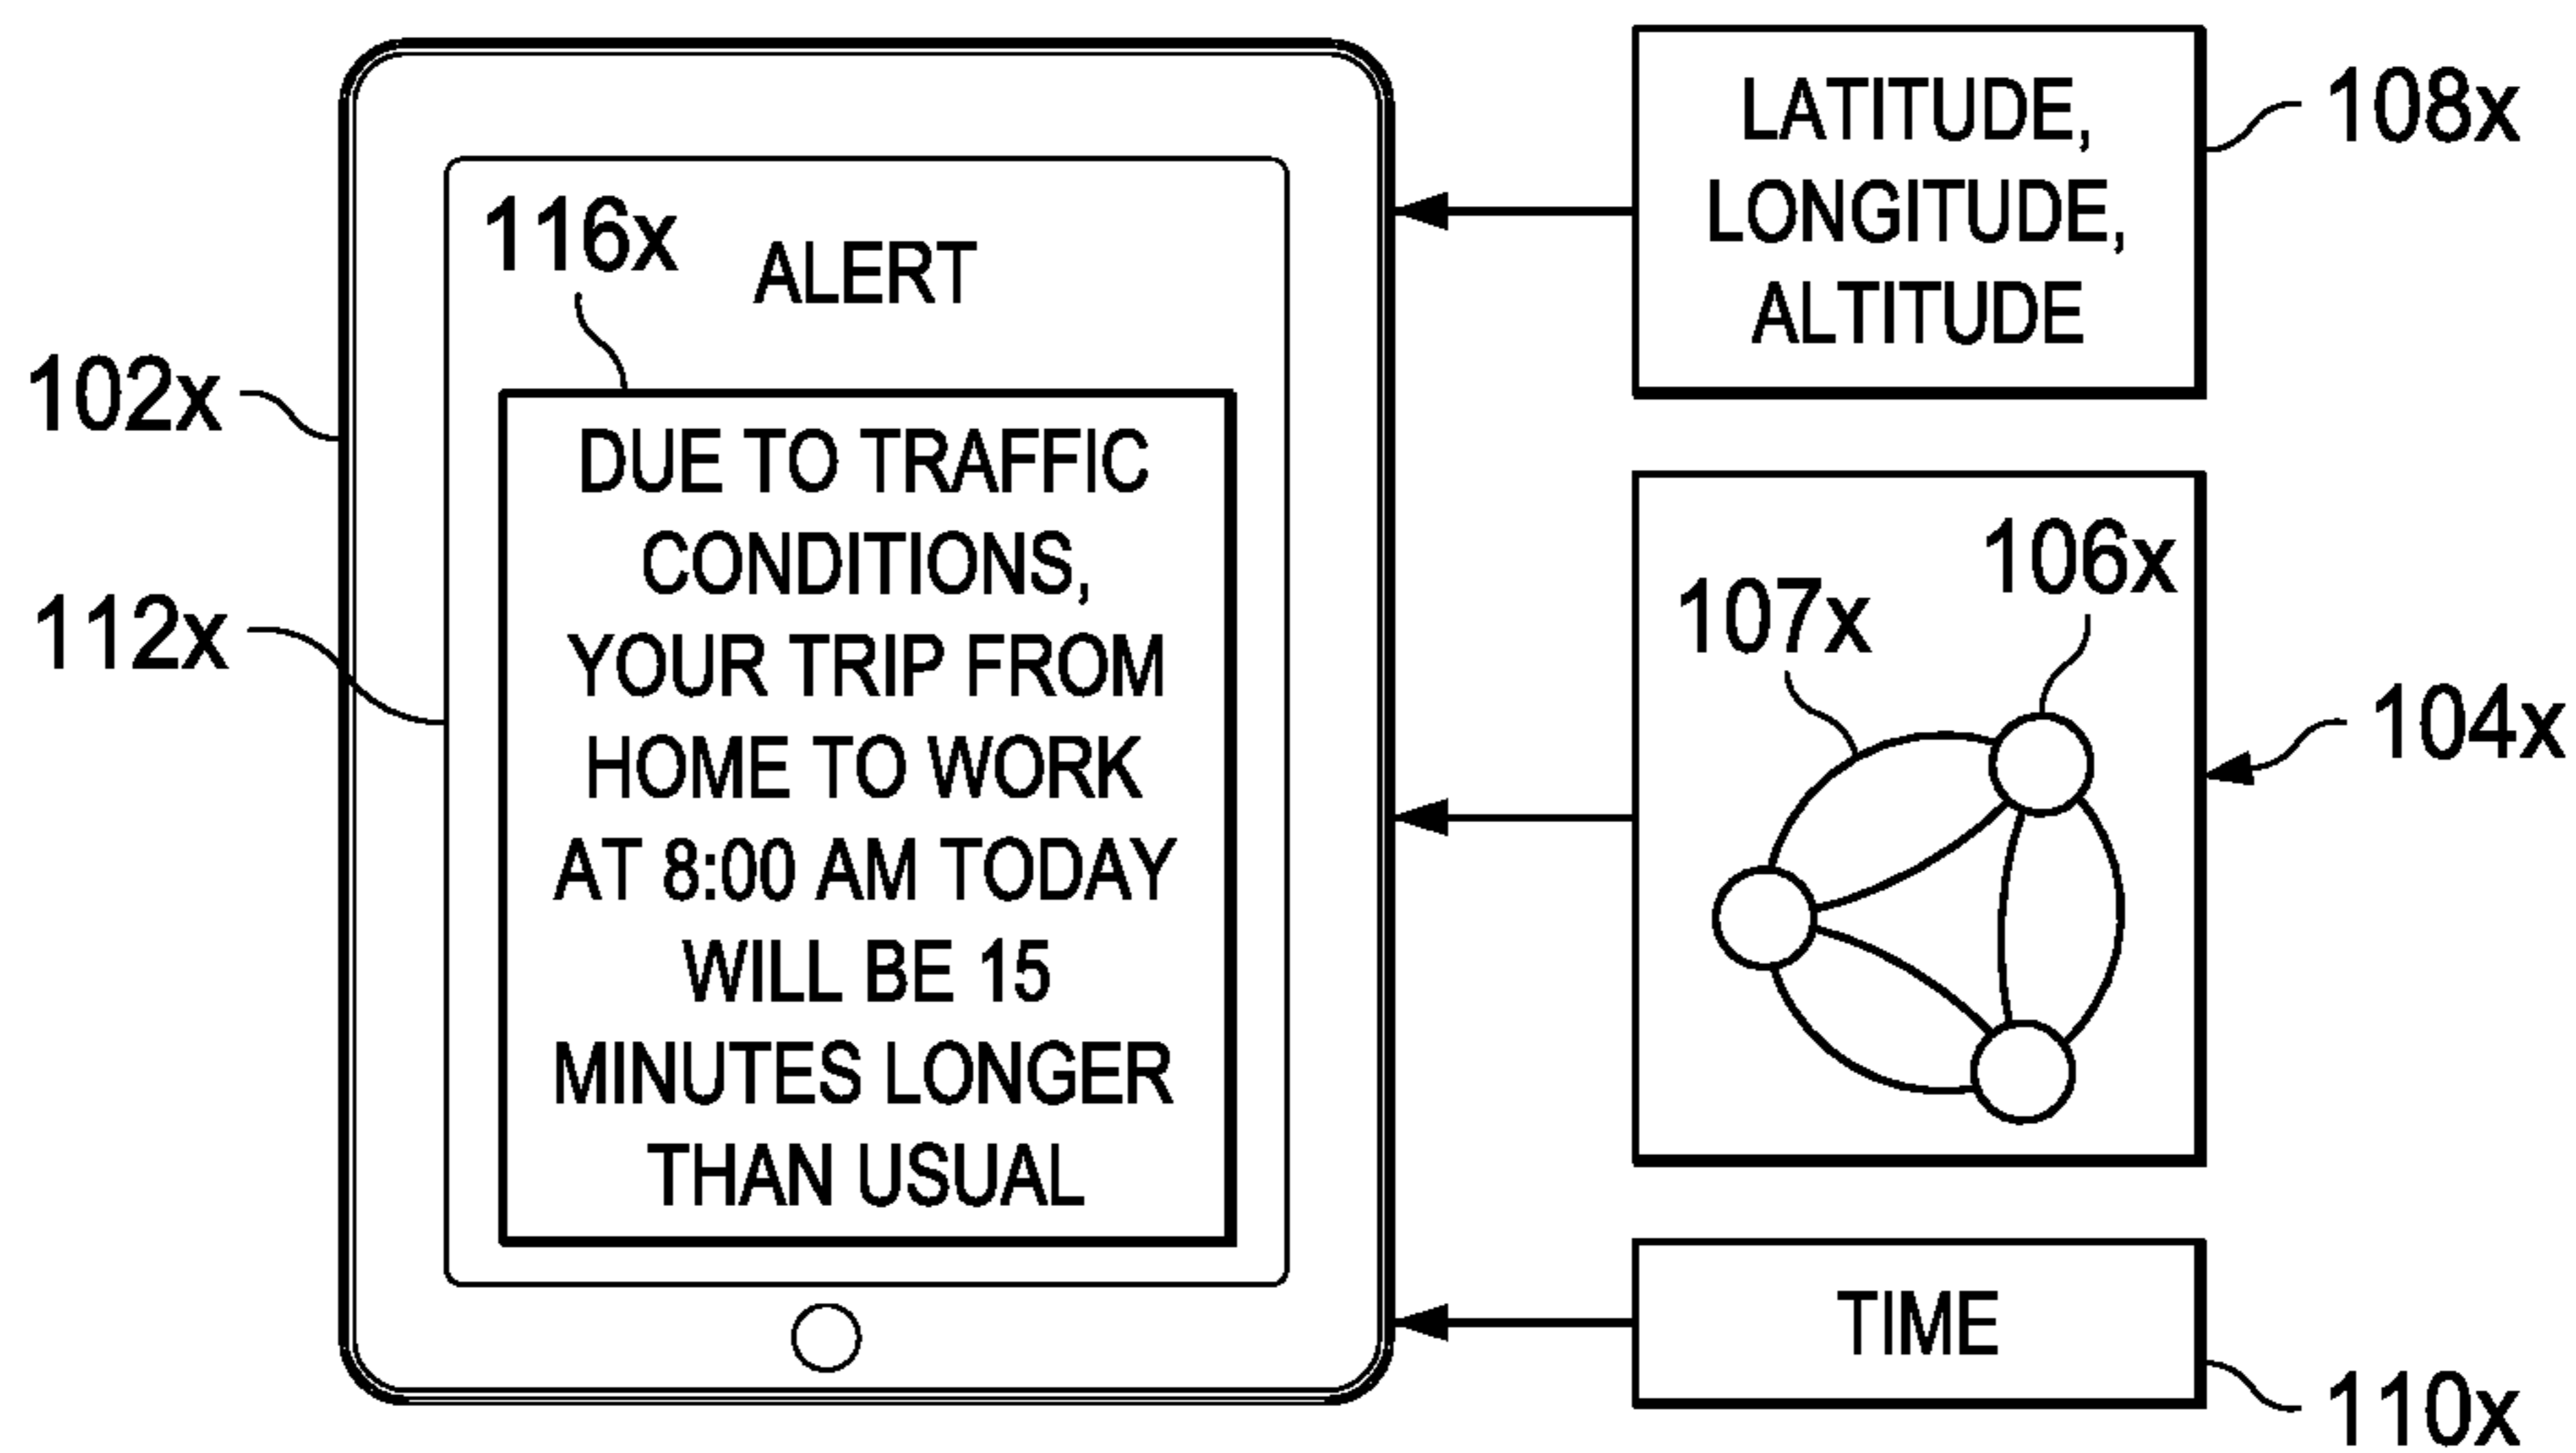 102x
112x
116x
ALERT
DUE TO TRAFFIC
CONDITIONS,
YOUR TRIP FROM
HOME TO WORK
AT 8:00 AM TODAY
WILL BE 15
MINUTES LONGER
THAN USUAL
LATITUDE,
LONGITUDE,
ALTITUDE
108x
107x
106x
104x
TIME
110x